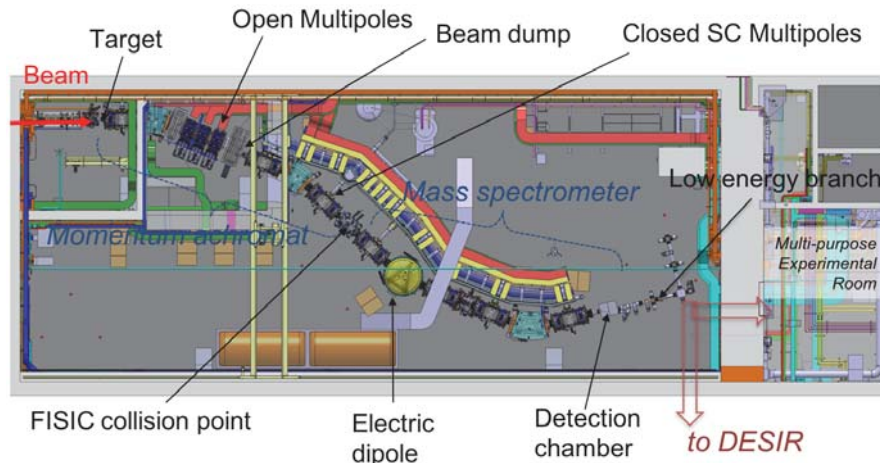 Target
Open Multipoles
Beam dump
Closed SC Multipoles
Beam
Mass spectrometer
Low energy branch
Momentum achromat
Multi-purpose
Experimental
Room
FISIC collision point
Electric
dipole
Detection
chamber
to DESIR